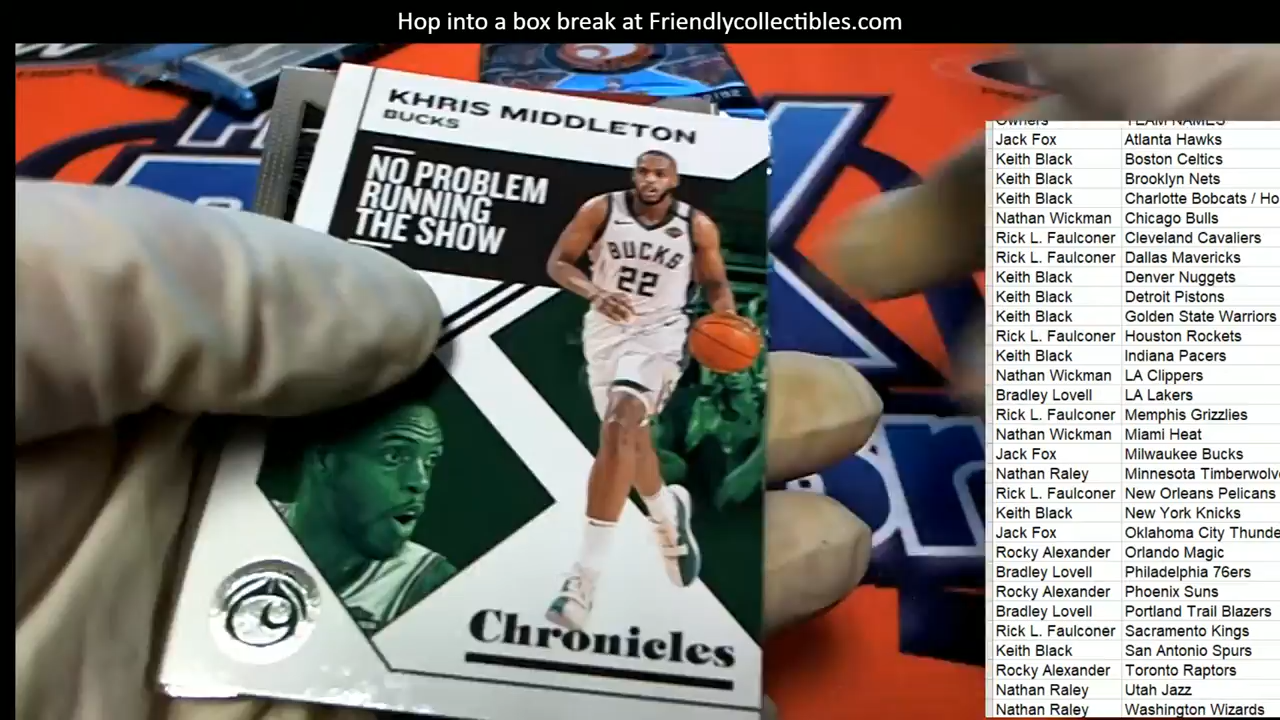 Hop into a box break at Friendlycollectibles.com
KHRIS MIDDLETON
BUCKS
NO PROBLEM
RUNNING
THE SHOW
BUCKS
22
Chronicles
Owners TEAM NAMES
Jack Fox Atlanta Hawks
Keith Black Boston Celtics
Keith Black Brooklyn Nets
Keith Black Charlotte Bobcats / Ho
Nathan Wickman Chicago Bulls
Rick L. Faulconer Cleveland Cavaliers
Rick L. Faulconer Dallas Mavericks
Keith Black Denver Nuggets
Keith Black Detroit Pistons
Keith Black Golden State Warriors
Rick L. Faulconer Houston Rockets
Keith Black Indiana Pacers
Nathan Wickman LA Clippers
Bradley Lovell LA Lakers
Rick L. Faulconer Memphis Grizzlies
Nathan Wickman Miami Heat
Jack Fox Milwaukee Bucks
Nathan Raley Minnesota Timberwolve
Rick L. Faulconer New Orleans Pelicans
Keith Black New York Knicks
Jack Fox Oklahoma City Thunde
Rocky Alexander Orlando Magic
Bradley Lovell Philadelphia 76ers
Rocky Alexander Phoenix Suns
Bradley Lovell Portland Trail Blazers
Rick L. Faulconer Sacramento Kings
Keith Black San Antonio Spurs
Rocky Alexander Toronto Raptors
Nathan Raley Utah Jazz
Nathan Raley Washington Wizards